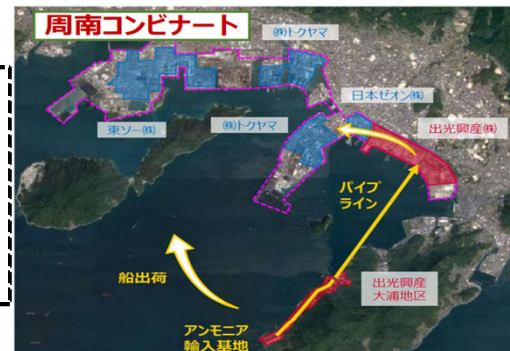 周南コンビナート
㈱トクヤマ
日本ゼオン㈱
東ソー㈱
㈱トクヤマ
出光興産㈱
パイプ
ライン
船出荷
出光興産
大浦地区
アンモニア
輸入基地